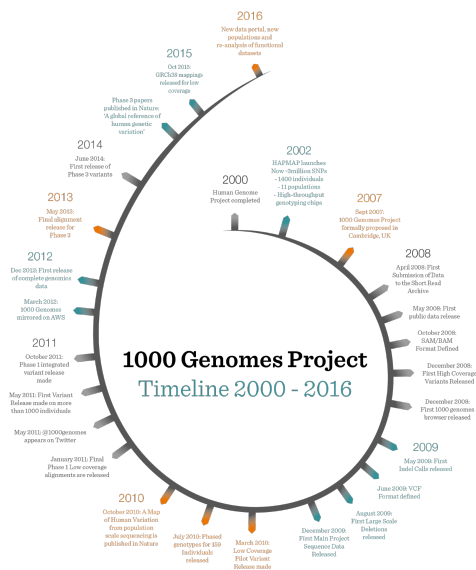 2016
New data portal, new
populations and
re-analysis of functional
datasets
2015
Oct 2015:
GRCh38 mappings
released for low
coverage
Phase 3 papers
published in Nature
'A global reference of
human genetic
variation'
2014
June 2014:
First release of
Phase 3 variants
2013
May 2013:
Final alignment
release for
Phase 3
2012
Dec 2012: First release
of complete genomics
data
March 2012:
1000 Genomes
mirrored on AWS
2011
October 2011:
Phase 1 integrated
variant release
made
May 2011: First Variant
Release made on more
than 1000 individuals
May 2011: @1000genomes
appears on Twitter
January 2011: Final
Phase 1 Low coverage
alignments are released
2010
October 2010: A Map
of Human Variation
from population
scale sequencing is
published in Nature
July 2010: Phased
genotypes for 159
Individuals
released
March 2010:
Low Coverage
Pilot Variant
Release made
2000
Human Genome
Project completed
2002
HAPMAP launches
Now ~3million SNPs
- 1400 individuals
- 11 populations
- High-throughput
genotyping chips
2007
Sept 2007:
1000 Genomes Project
formally proposed in
Cambridge, UK
2008
April 2008: First
Submission of Data
to the Short Read
Archive
May 2008: First
public data release
October 2008:
SAM/BAM
Format Defined
December 2008:
First High Coverage
Variants Released
December 2008:
First 1000 genomes
browser released
2009
May 2009: First
Indel Calls released
June 2009: VCF
Format defined
August 2009:
First Large Scale
Deletions
released
December 2009:
First Main Project
Sequence Data
Released
1000 Genomes Project
Timeline 2000 - 2016